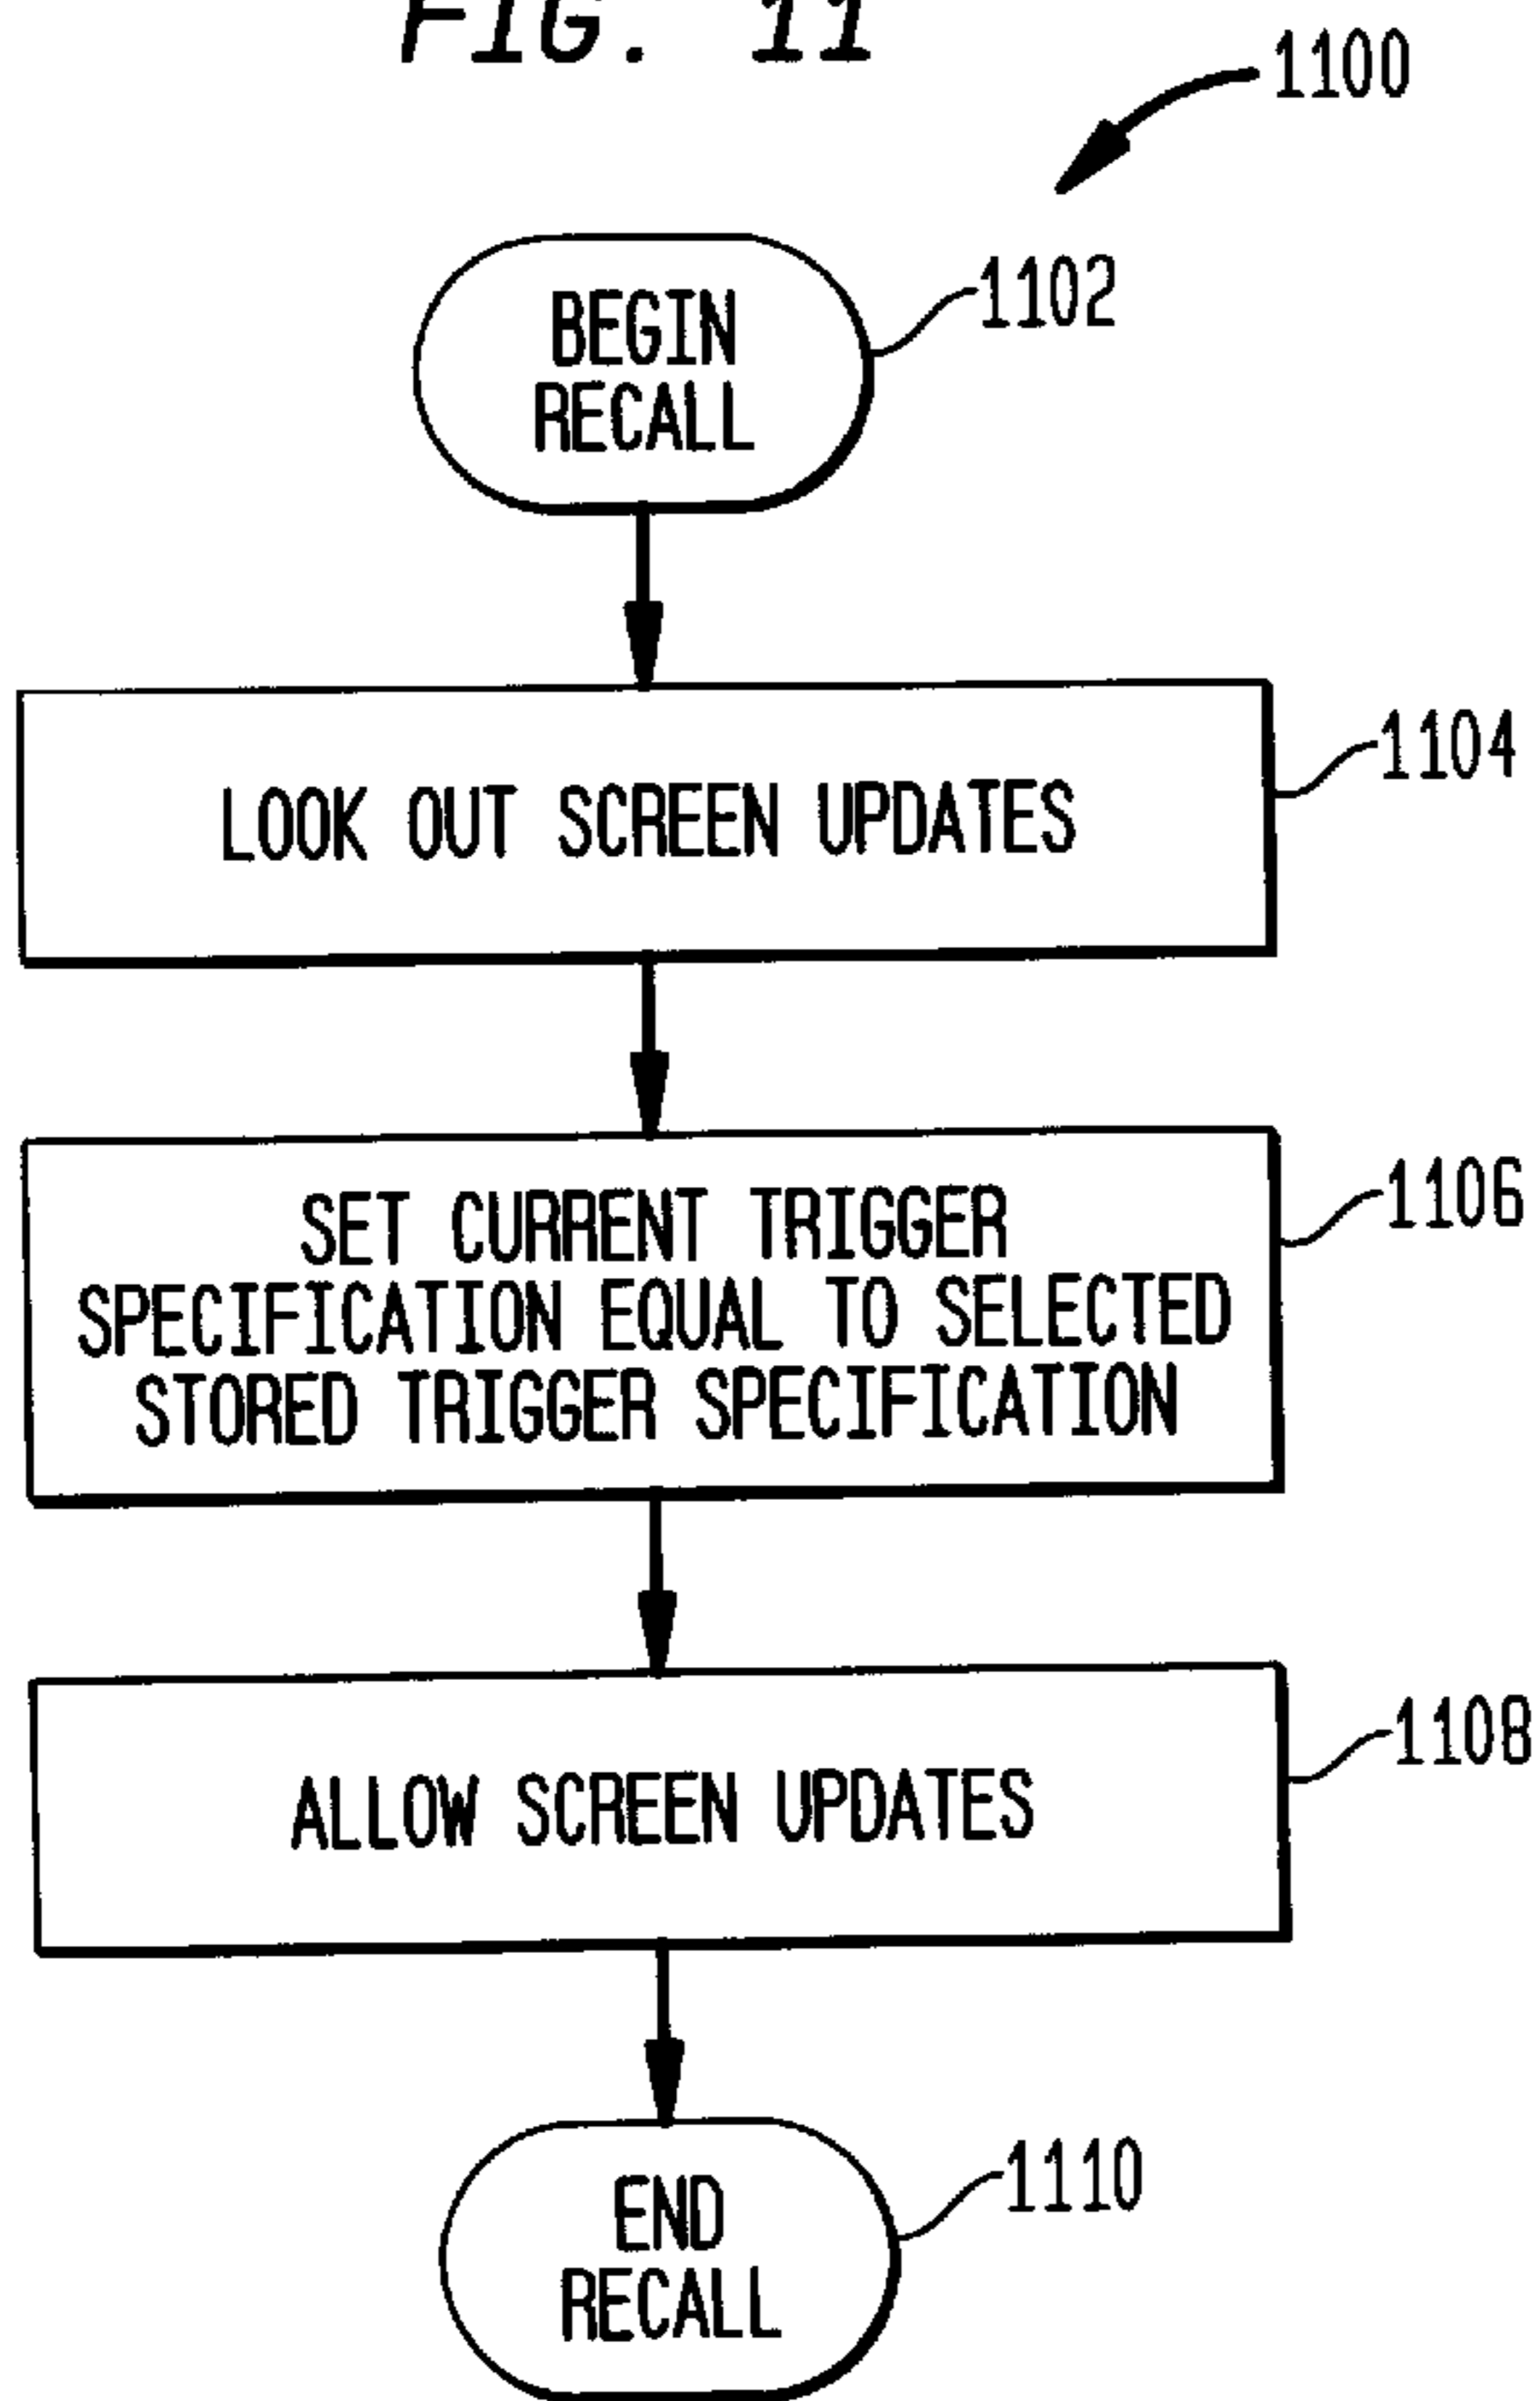 FIG. 11
1100
BEGIN
RECALL
1102
LOOK OUT SCREEN UPDATES
1104
SET CURRENT TRIGGER
SPECIFICATION EQUAL TO SELECTED
STORED TRIGGER SPECIFICATION
1106
ALLOW SCREEN UPDATES
1108
END
RECALL
1110